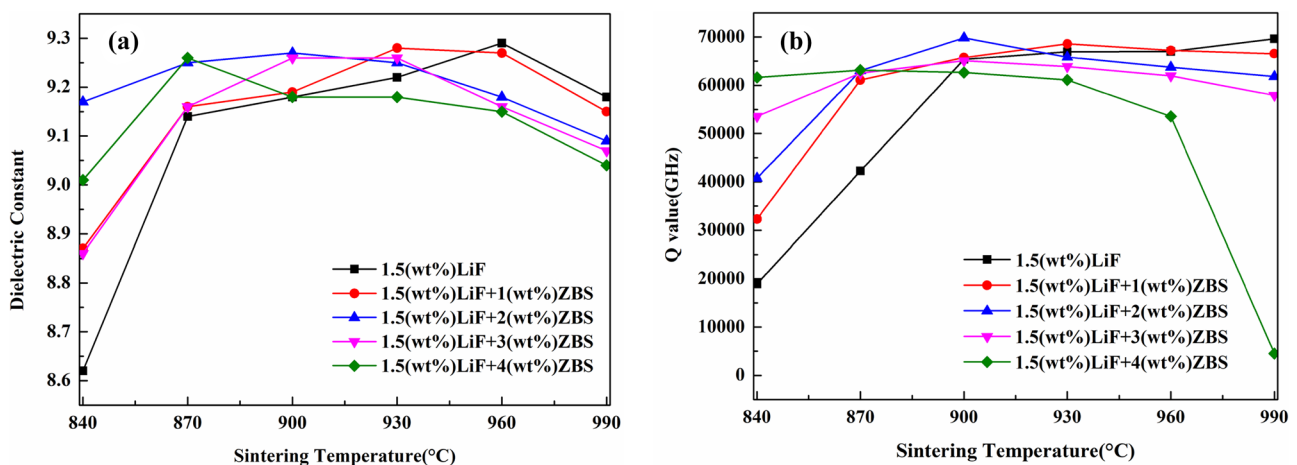 (a)
9.3
9.2
9.1
9.0
8.9
8.8
8.7
8.6
Dielectric Constant
1.5(wt%)LiF
1.5(wt%)LiF+1(wt%)ZBS
1.5(wt%)LiF+2(wt%)ZBS
1.5(wt%)LiF+3(wt%)ZBS
1.5(wt%)LiF+4(wt%)ZBS
840 870 900 930 960 990
Sintering Temperature(°C)
(b)
70000
60000
50000
40000
30000
20000
10000
0
Q value(GHz)
1.5(wt%)LiF
1.5(wt%)LiF+1(wt%)ZBS
1.5(wt%)LiF+2(wt%)ZBS
1.5(wt%)LiF+3(wt%)ZBS
1.5(wt%)LiF+4(wt%)ZBS
840 870 900 930 960 990
Sintering Temperature(°C)